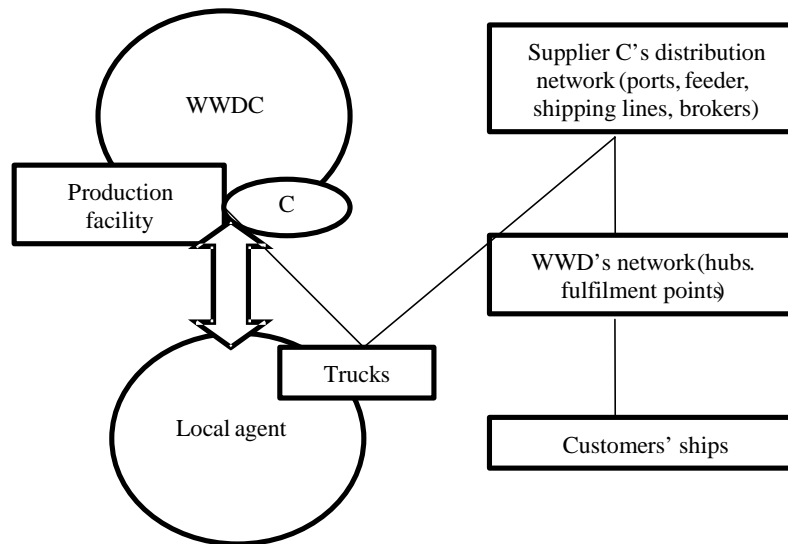 WWDC
Production
facility
C
Trucks
Local agent
Supplier C's distribution
network (ports, feeder,
shipping lines, brokers)
WWD's network (hubs.
fulfilment points)
Customers' ships